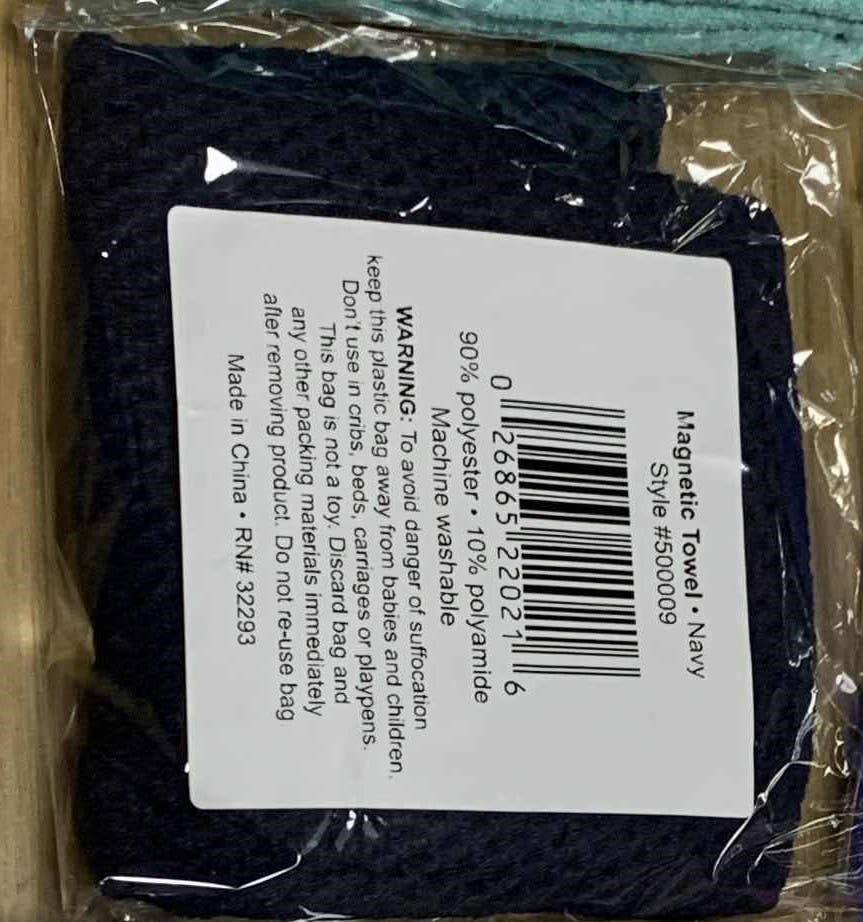 Magnetic Towel • Navy
Style #500009
0 26865 22021 6
90% polyester • 10% polyamide
Machine washable
WARNING: To avoid danger of suffocation
keep this plastic bag away from babies and children.
Don't use in cribs, beds, carriages or playpens.
This bag is not a toy. Discard bag and
any other packing materials immediately
after removing product. Do not re-use bag
Made in China • RN# 32293